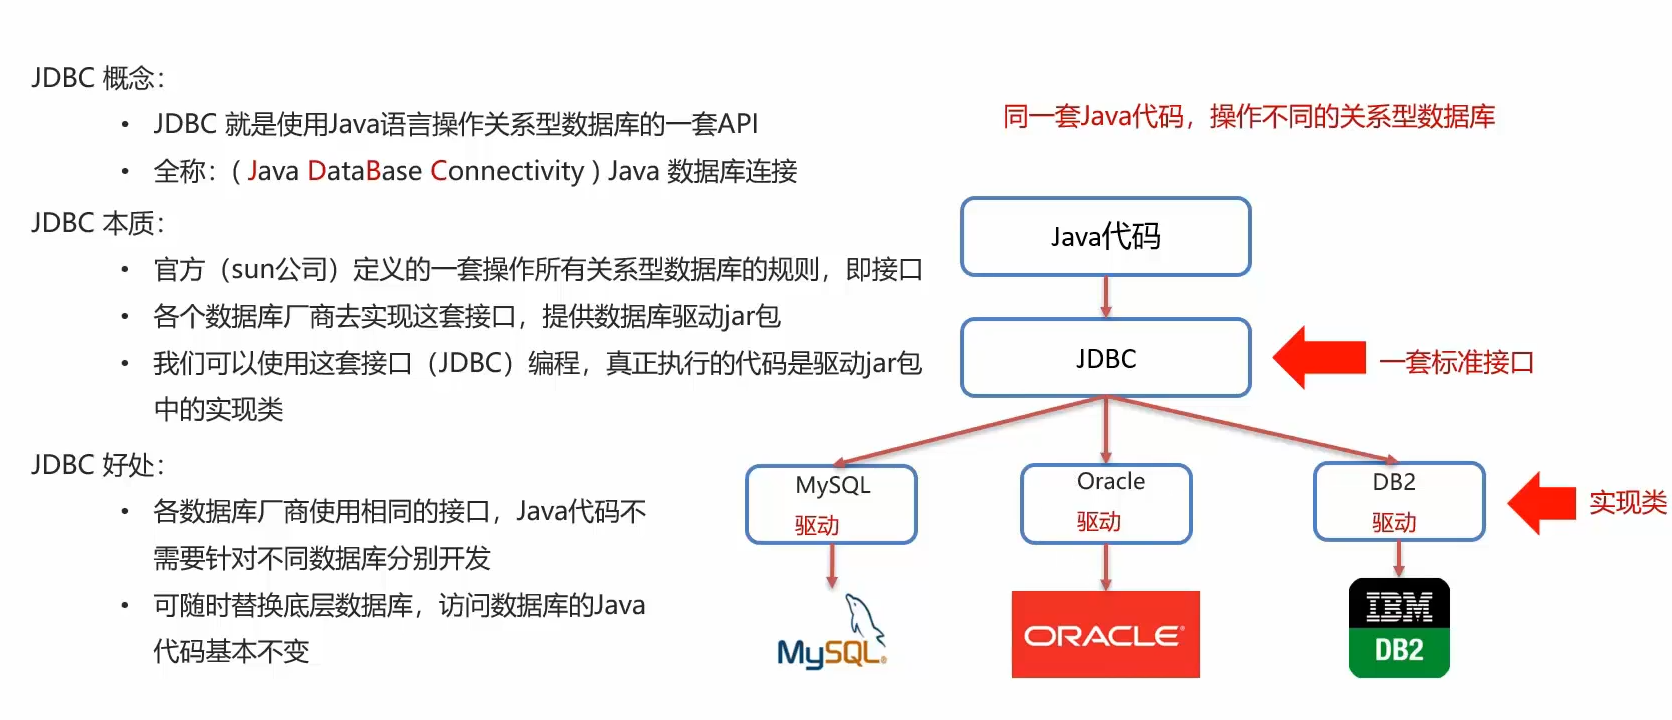 JDBC 概念：
• JDBC 就是使用Java语言操作关系型数据库的一套API
• 全称：( Java DataBase Connectivity ) Java 数据库连接
JDBC 本质：
• 官方（sun公司）定义的一套操作所有关系型数据库的规则，即接口
• 各个数据库厂商去实现这套接口，提供数据库驱动jar包
• 我们可以使用这套接口（JDBC）编程，真正执行的代码是驱动jar包
中的实现类
JDBC 好处：
• 各数据库厂商使用相同的接口，Java代码不
需要针对不同数据库分别开发
• 可随时替换底层数据库，访问数据库的Java
代码基本不变
同一套Java代码，操作不同的关系型数据库
Java代码
JDBC
一套标准接口
MySQL
驱动
Oracle
驱动
DB2
驱动
实现类
MySQL®
ORACLE®
IBM
DB2